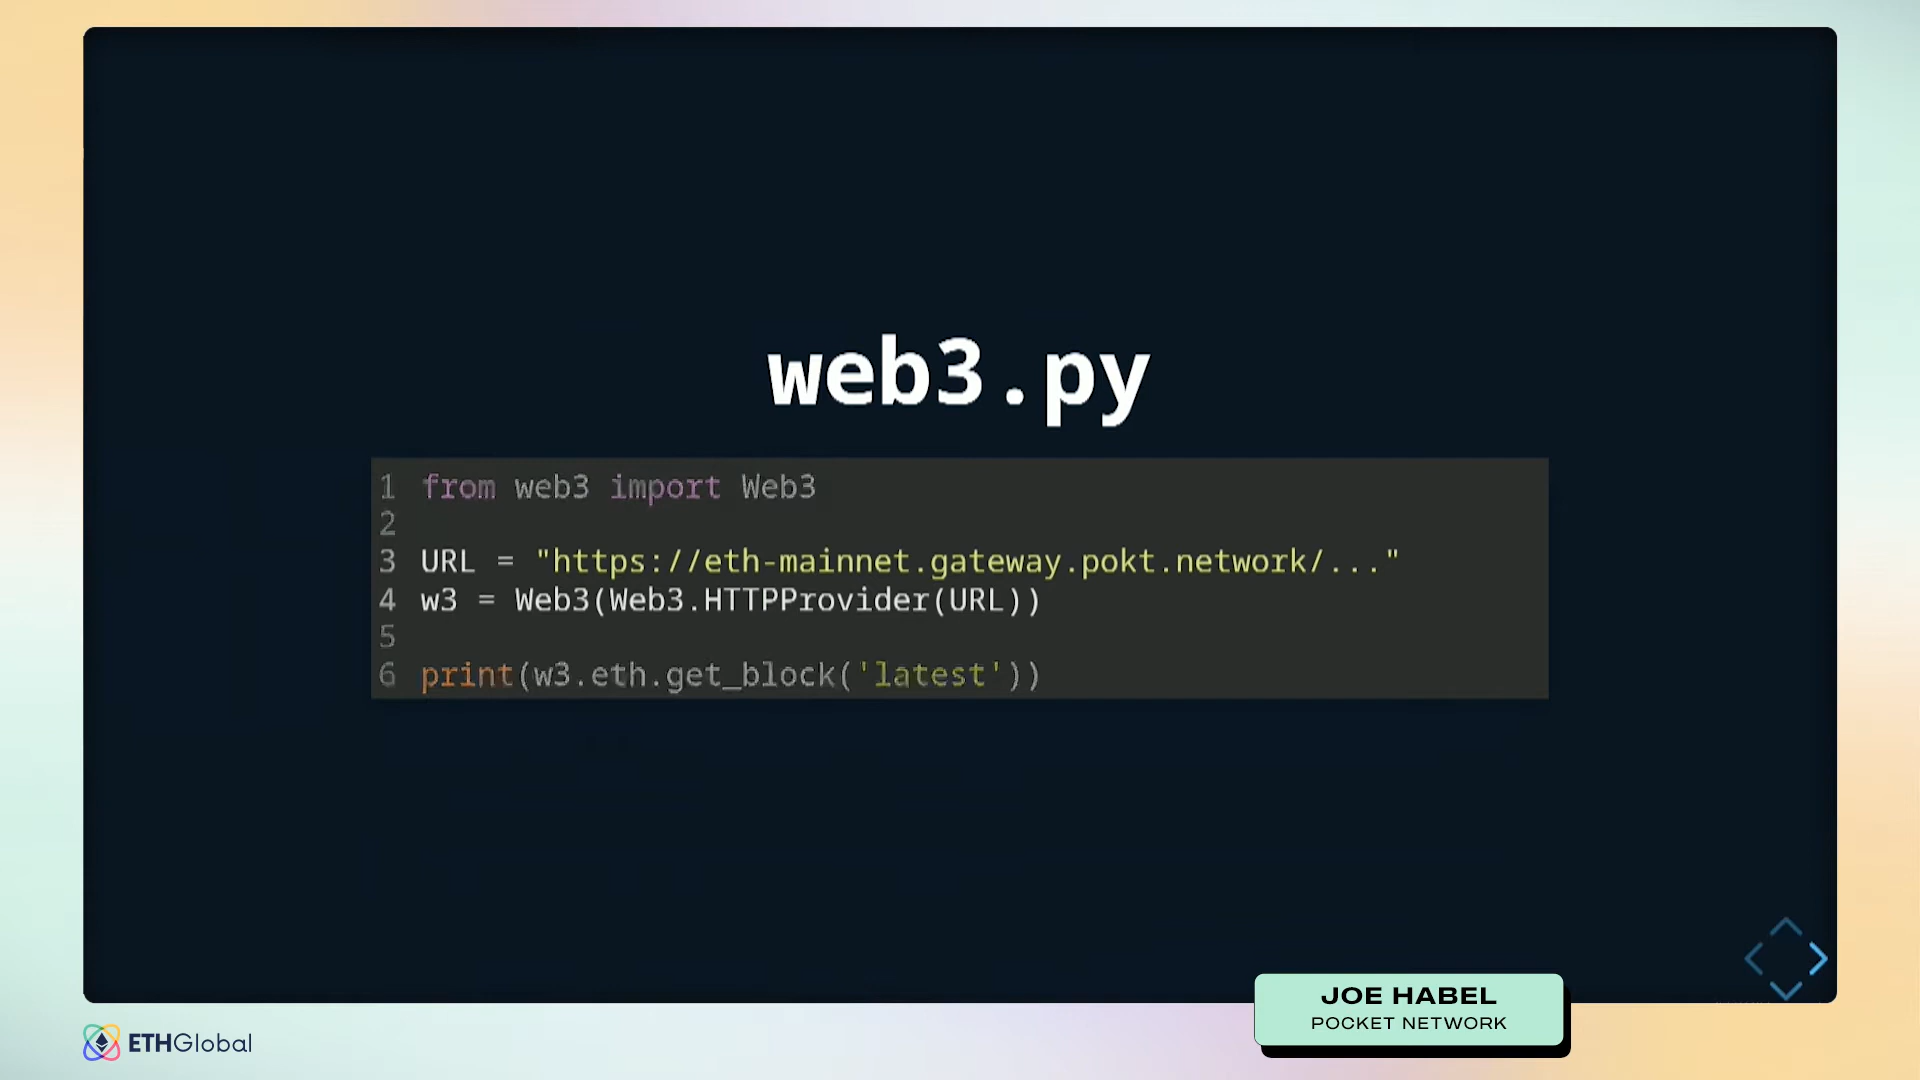 web3.py
1 from web3 import Web3
2
3 URL = "https://eth-mainnet.gateway.pokt.network/..."
4 w3 = Web3(Web3.HTTPProvider(URL))
5
6 print(w3.eth.get_block('latest'))
JOE HABEL
POCKET NETWORK
ETHGlobal